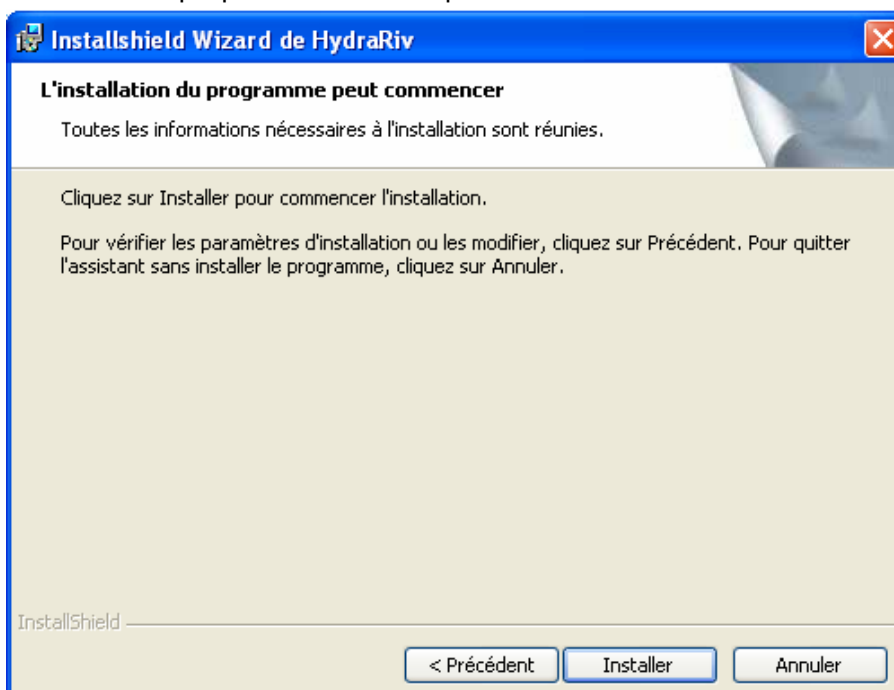 Installshield Wizard de HydraRiv
L'installation du programme peut commencer
Toutes les informations nécessaires à l'installation sont réunies.
Cliquez sur Installer pour commencer l'installation.
Pour vérifier les paramètres d'installation ou les modifier, cliquez sur Précédent. Pour quitter
l'assistant sans installer le programme, cliquez sur Annuler.
InstallShield
< Précédent Installer Annuler